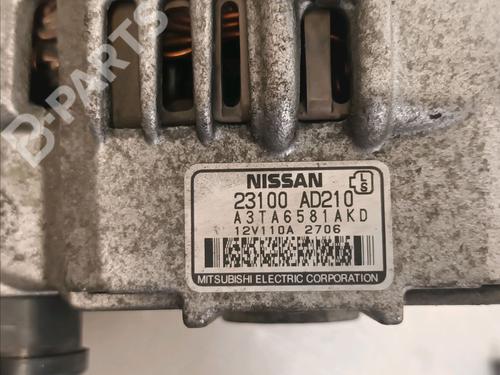 B-PARTS
NISSAN
L
S
23100 AD210
A3TA6581AKD
12V110A 2706
MITSUBISHI ELECTRIC CORPORATION